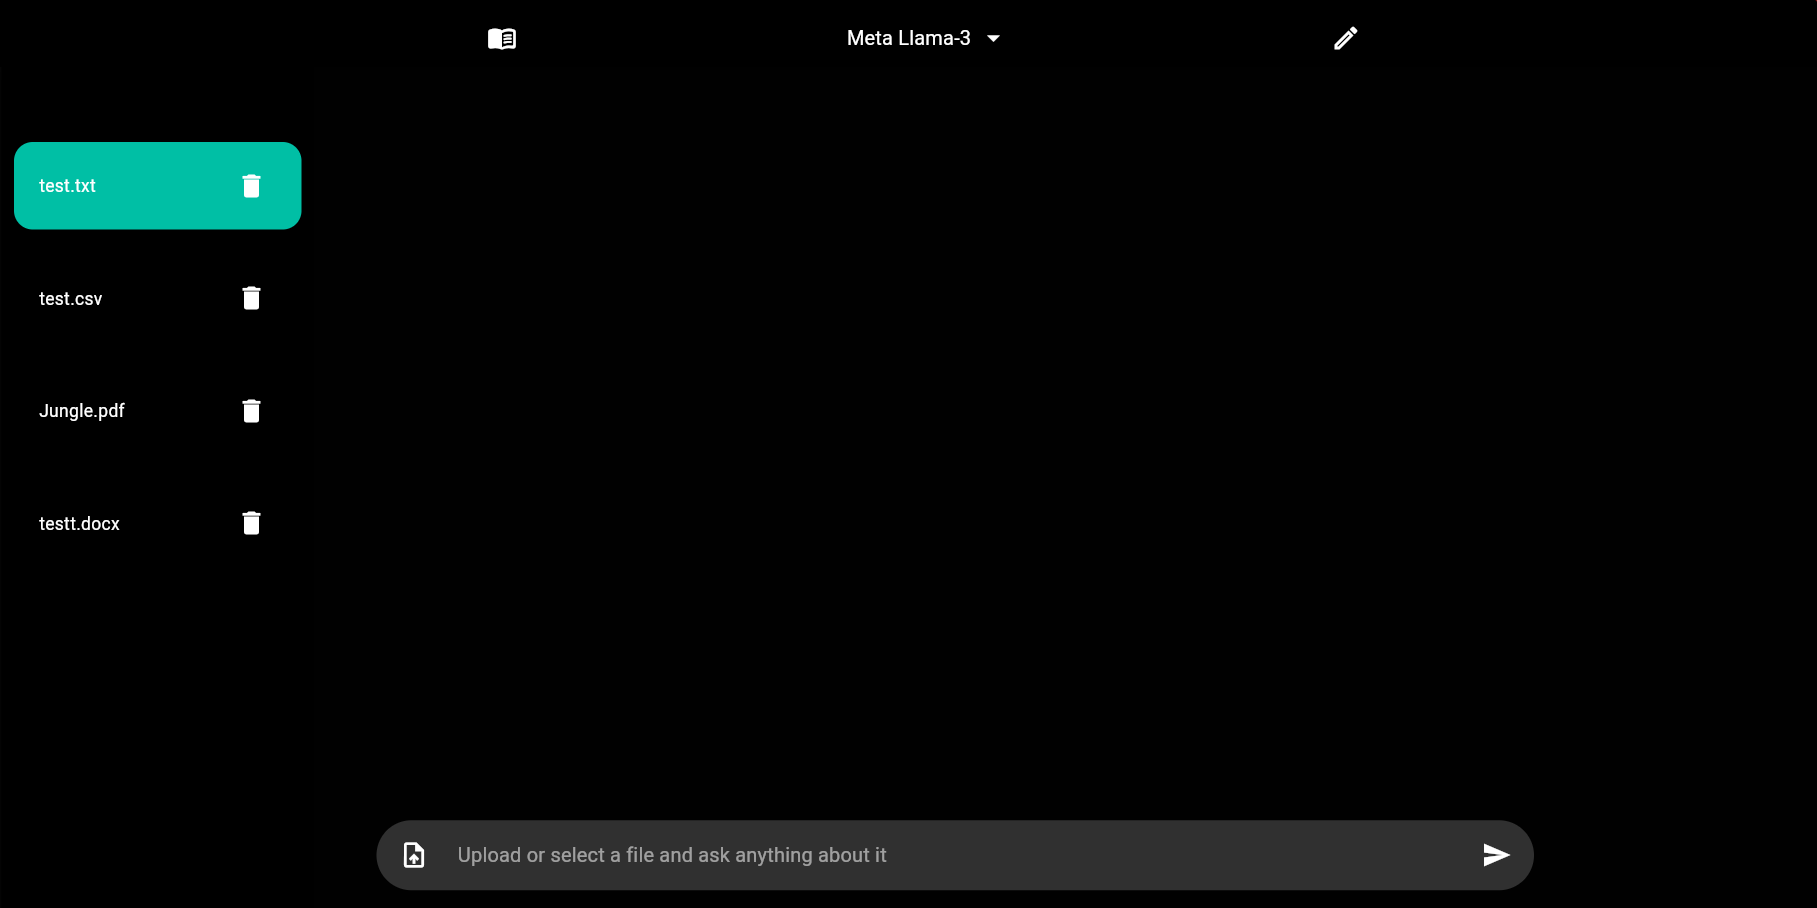 Meta Llama-3
test.txt
test.csv
Jungle.pdf
testt.docx
Upload or select a file and ask anything about it